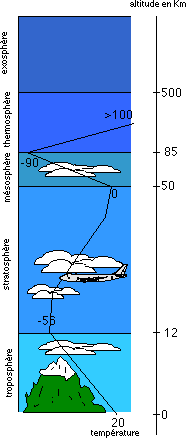 altitude en Km
exosphère
500
thermosphère
>100
85
-90
mésosphère
50
0
stratosphère
-56
12
troposphère
0
20
température